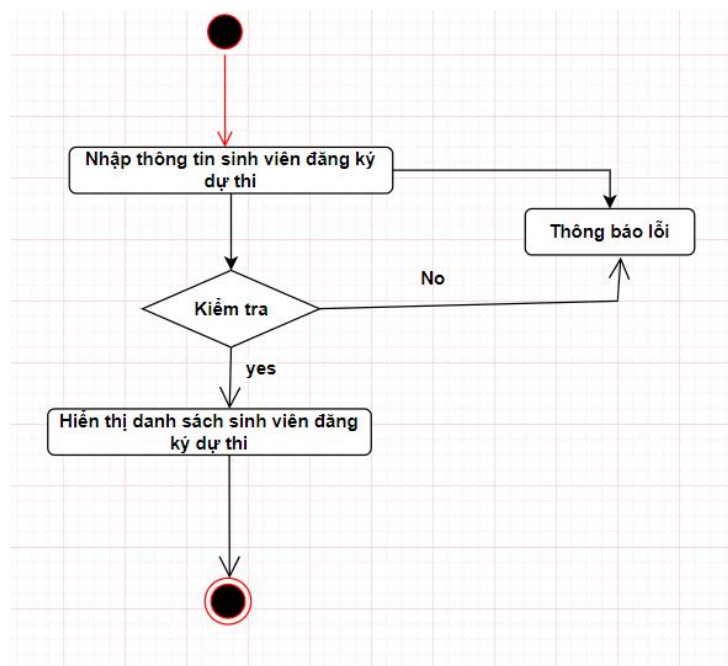 Nhập thông tin sinh viên đăng ký
dự thi
Thông báo lỗi
Kiểm tra
No
yes
Hiển thị danh sách sinh viên đăng
ký dự thi